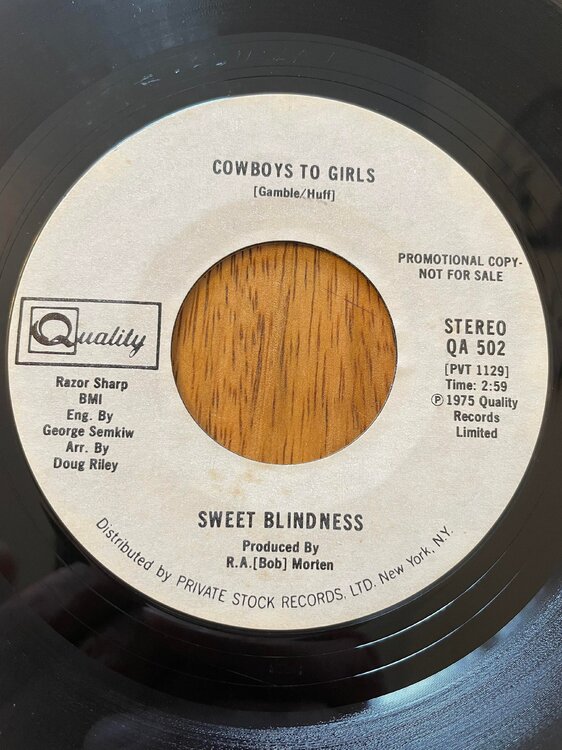 COWBOYS TO GIRLS
[Gamble/Huff]
PROMOTIONAL COPY-
NOT FOR SALE
Quality
STEREO
QA 502
[PVT 1129]
Time: 2:59
Ⓟ 1975 Quality
Records
Limited
Razor Sharp
BMI
Eng. By
George Semkiw
Arr. By
Doug Riley
SWEET BLINDNESS
Produced By
R.A.[Bob] Morten
Distributed by PRIVATE STOCK RECORDS, LTD. New York, N.Y.